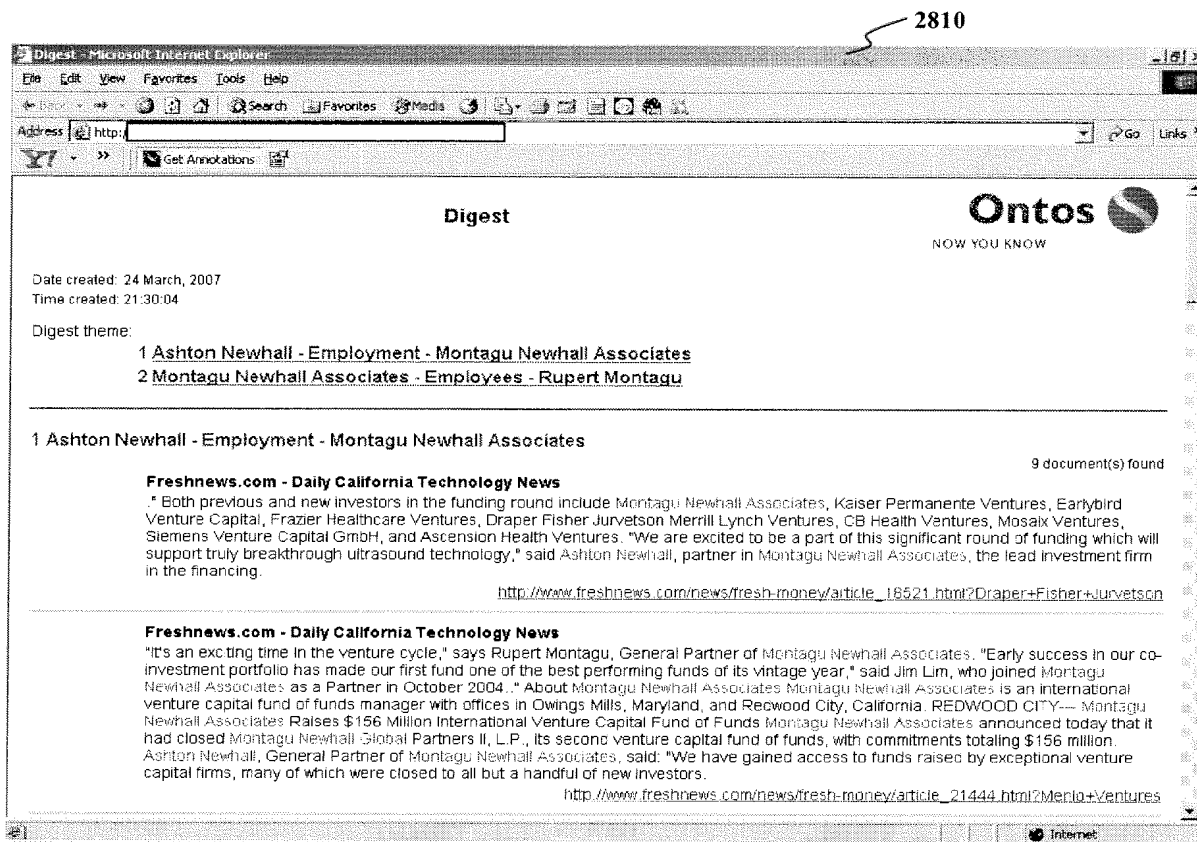 2810
Digest - Microsoft Internet Explorer
File Edit View Favorites Tools Help
Back Search Favorites Media
Address http:/ Go Links
Y! » Get Annotations
Digest
Ontos
NOW YOU KNOW
Date created: 24 March, 2007
Time created: 21:30:04
Digest theme:
1 Ashton Newhall - Employment - Montagu Newhall Associates
2 Montagu Newhall Associates - Employees - Rupert Montagu
1 Ashton Newhall - Employment - Montagu Newhall Associates
9 document(s) found
Freshnews.com - Daily California Technology News
." Both previous and new investors in the funding round include Montagu Newhall Associates, Kaiser Permanente Ventures, Earlybird
Venture Capital, Frazier Healthcare Ventures, Draper Fisher Jurvetson Merrill Lynch Ventures, CB Health Ventures, Mosaix Ventures,
Siemens Venture Capital GmbH, and Ascension Health Ventures. "We are excited to be a part of this significant round of funding which will
support truly breakthrough ultrasound technology," said Ashton Newhall, partner in Montagu Newhall Associates, the lead investment firm
in the financing.
http://www.freshnews.com/news/fresh-money/article_18521.html?Draper+Fisher+Jurvetson
Freshnews.com - Daily California Technology News
"It's an exciting time in the venture cycle," says Rupert Montagu, General Partner of Montagu Newhall Associates. "Early success in our co-
investment portfolio has made our first fund one of the best performing funds of its vintage year," said Jim Lim, who joined Montagu
Newhall Associates as a Partner in October 2004.." About Montagu Newhall Associates Montagu Newhall Associates is an international
venture capital fund of funds manager with offices in Owings Mills, Maryland, and Redwood City, California. REDWOOD CITY--- Montagu
Newhall Associates Raises $156 Million International Venture Capital Fund of Funds Montagu Newhall Associates announced today that it
had closed Montagu Newhall Global Partners II, L.P., its second venture capital fund of funds, with commitments totaling $156 million.
Ashton Newhall, General Partner of Montagu Newhall Associates, said: "We have gained access to funds raised by exceptional venture
capital firms, many of which were closed to all but a handful of new investors.
http://www.freshnews.com/news/fresh-money/article_21444.html?Menlo+Ventures
Internet